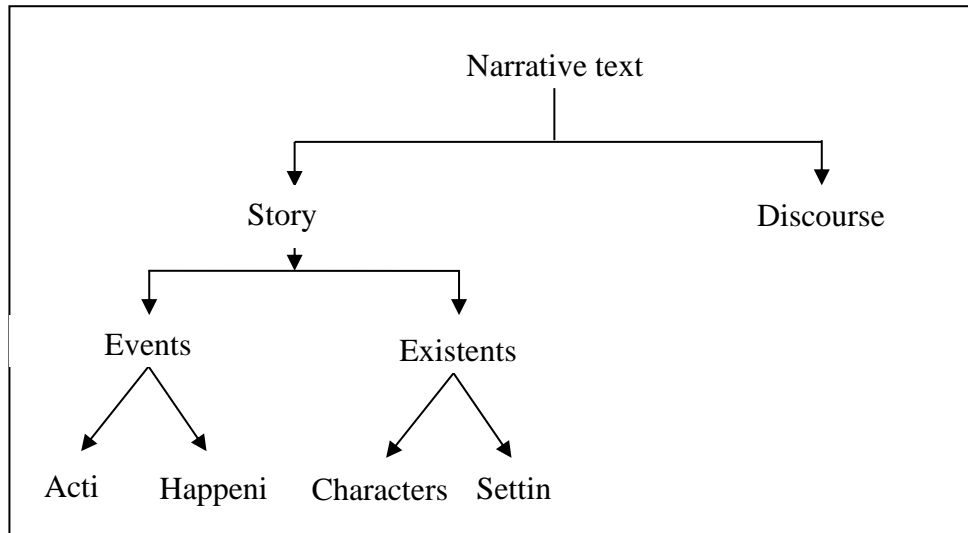 Narrative text
Story
Discourse
Events
Existents
Acti
Happeni
Characters
Settin